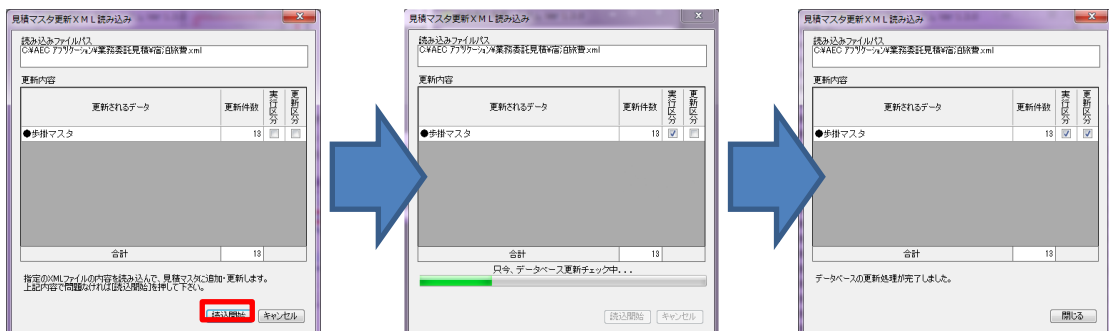 見積マスタ更新XML読み込み
読み込みファイルパス
C:¥AEC アプリケーション¥業務委託見積¥宿泊旅費.xml
更新内容
更新されるデータ 更新件数 実行区分 更新区分
●歩掛マスタ 13
合計 13
指定のXMLファイルの内容を読み込んで、見積マスタに追加・更新します。
上記内容で問題なければ[読込開始]を押して下さい。
読込開始 キャンセル
見積マスタ更新XML読み込み
読み込みファイルパス
C:¥AEC アプリケーション¥業務委託見積¥宿泊旅費.xml
更新内容
更新されるデータ 更新件数 実行区分 更新区分
●歩掛マスタ 13
合計 13
只今、データベース更新チェック中...
読込開始 キャンセル
見積マスタ更新XML読み込み
読み込みファイルパス
C:¥AEC アプリケーション¥業務委託見積¥宿泊旅費.xml
更新内容
更新されるデータ 更新件数 実行区分 更新区分
●歩掛マスタ 13
合計 13
データベースの更新処理が完了しました。
閉じる